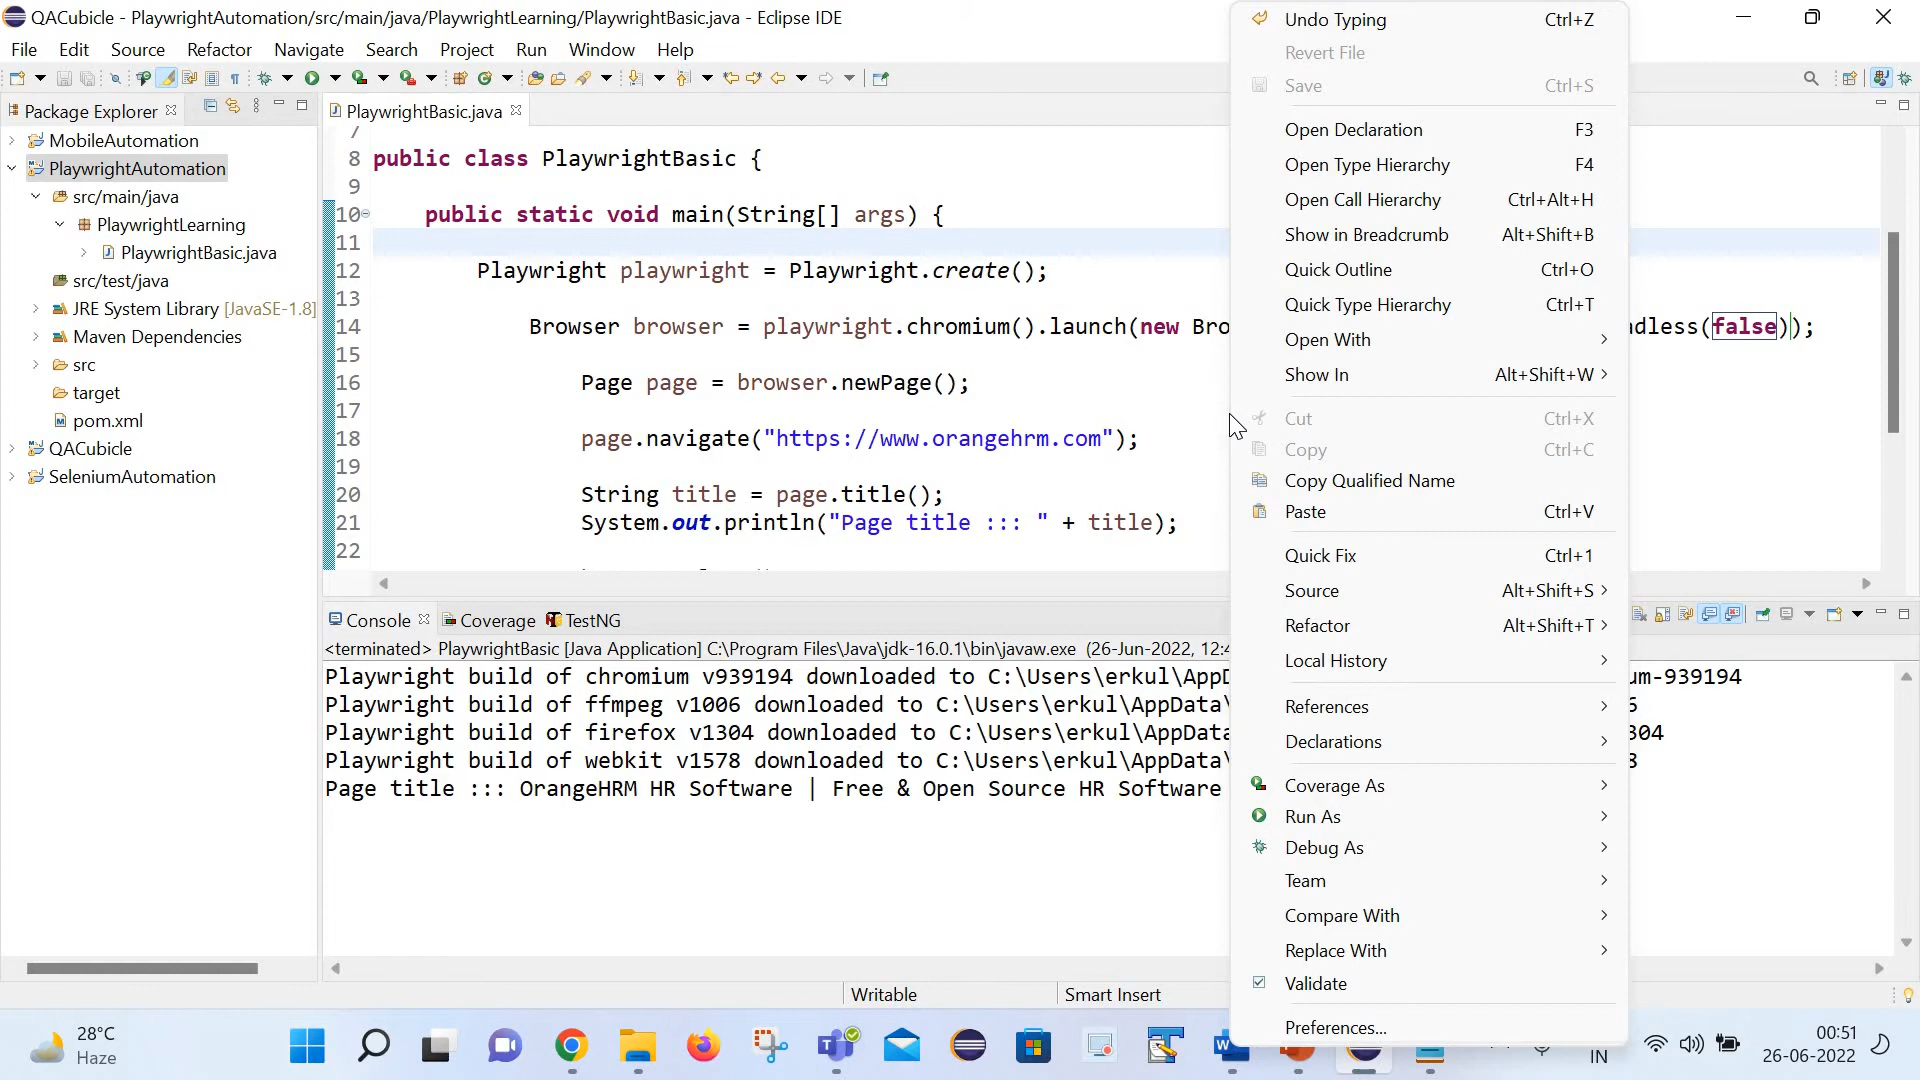 QACubicle - PlaywrightAutomation/src/main/java/PlaywrightLearning/PlaywrightBasic.java - Eclipse IDE
File Edit Source Refactor Navigate Search Project Run Window Help
Package Explorer
MobileAutomation
PlaywrightAutomation
src/main/java
PlaywrightLearning
PlaywrightBasic.java
src/test/java
JRE System Library [JavaSE-1.8]
Maven Dependencies
src
target
pom.xml
QACubicle
SeleniumAutomation
PlaywrightBasic.java
7
8 public class PlaywrightBasic {
9
10 public static void main(String[] args) {
11
12 Playwright playwright = Playwright.create();
13
14 Browser browser = playwright.chromium().launch(new Bro
adless(false));
15
16 Page page = browser.newPage();
17
18 page.navigate("https://www.orangehrm.com");
19
20 String title = page.title();
21 System.out.println("Page title ::: " + title);
22
Console Coverage TestNG
<terminated> PlaywrightBasic [Java Application] C:\Program Files\Java\jdk-16.0.1\bin\javaw.exe (26-Jun-2022, 12:4
Playwright build of chromium v939194 downloaded to C:\Users\erkul\AppD
um-939194
Playwright build of ffmpeg v1006 downloaded to C:\Users\erkul\AppData\
6
Playwright build of firefox v1304 downloaded to C:\Users\erkul\AppData
304
Playwright build of webkit v1578 downloaded to C:\Users\erkul\AppData\
8
Page title ::: OrangeHRM HR Software | Free & Open Source HR Software
Undo Typing Ctrl+Z
Revert File
Save Ctrl+S
Open Declaration F3
Open Type Hierarchy F4
Open Call Hierarchy Ctrl+Alt+H
Show in Breadcrumb Alt+Shift+B
Quick Outline Ctrl+O
Quick Type Hierarchy Ctrl+T
Open With
Show In Alt+Shift+W
Cut Ctrl+X
Copy Ctrl+C
Copy Qualified Name
Paste Ctrl+V
Quick Fix Ctrl+1
Source Alt+Shift+S
Refactor Alt+Shift+T
Local History
References
Declarations
Coverage As
Run As
Debug As
Team
Compare With
Replace With
Validate
Preferences...
Writable Smart Insert
28°C
Haze
IN
00:51
26-06-2022